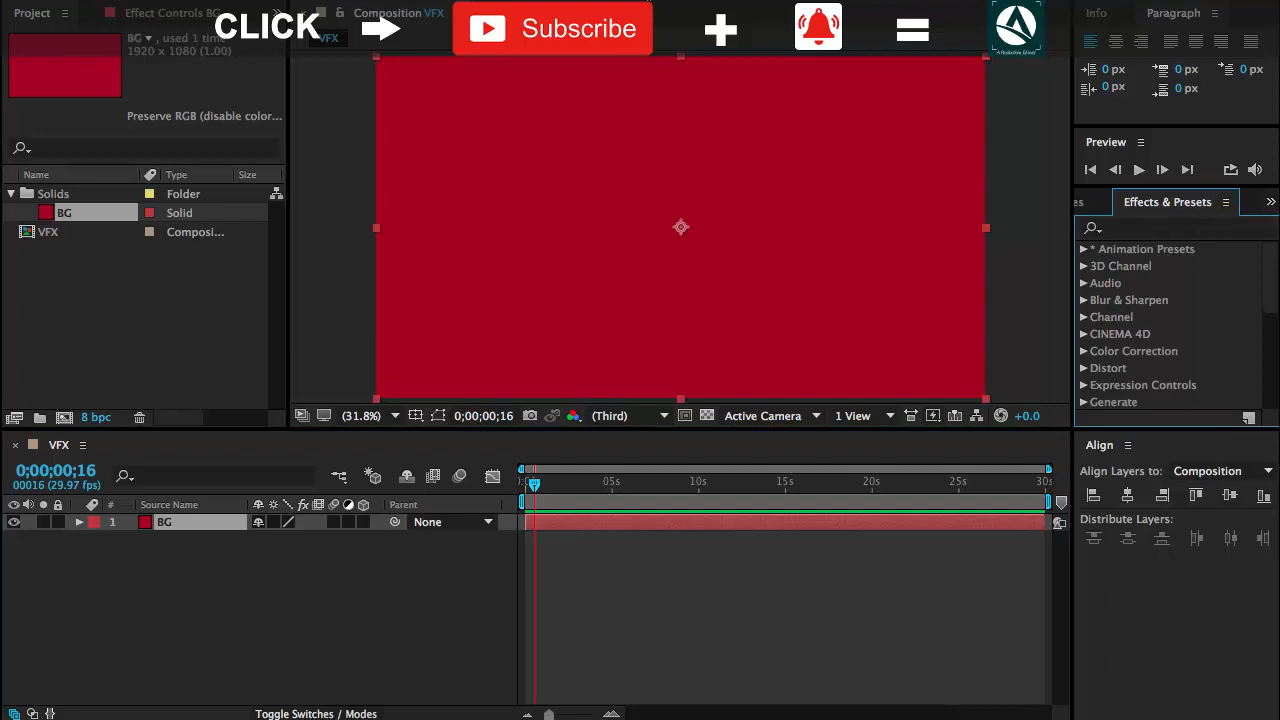 Project
Effect Controls BG
Composition VFX
Info
Paragraph
CLICK
Subscribe
A Productive Editor
VFX
BG, used 1 time
1920 x 1080 (1.00)
Preserve RGB (disable color...
Name
Type
Size
Solids
Folder
BG
Solid
VFX
Composi...
8 bpc
(31.8%)
0;00;00;16
(Third)
Active Camera
1 View
+0.0
0 px
0 px
0 px
0 px
0 px
Preview
es
Effects & Presets
* Animation Presets
3D Channel
Audio
Blur & Sharpen
Channel
CINEMA 4D
Color Correction
Distort
Expression Controls
Generate
VFX
0;00;00;16
00016 (29.97 fps)
05s
10s
15s
20s
25s
30s
#
Source Name
fx
Parent
1
BG
None
Toggle Switches / Modes
Align
Align Layers to:
Composition
Distribute Layers: